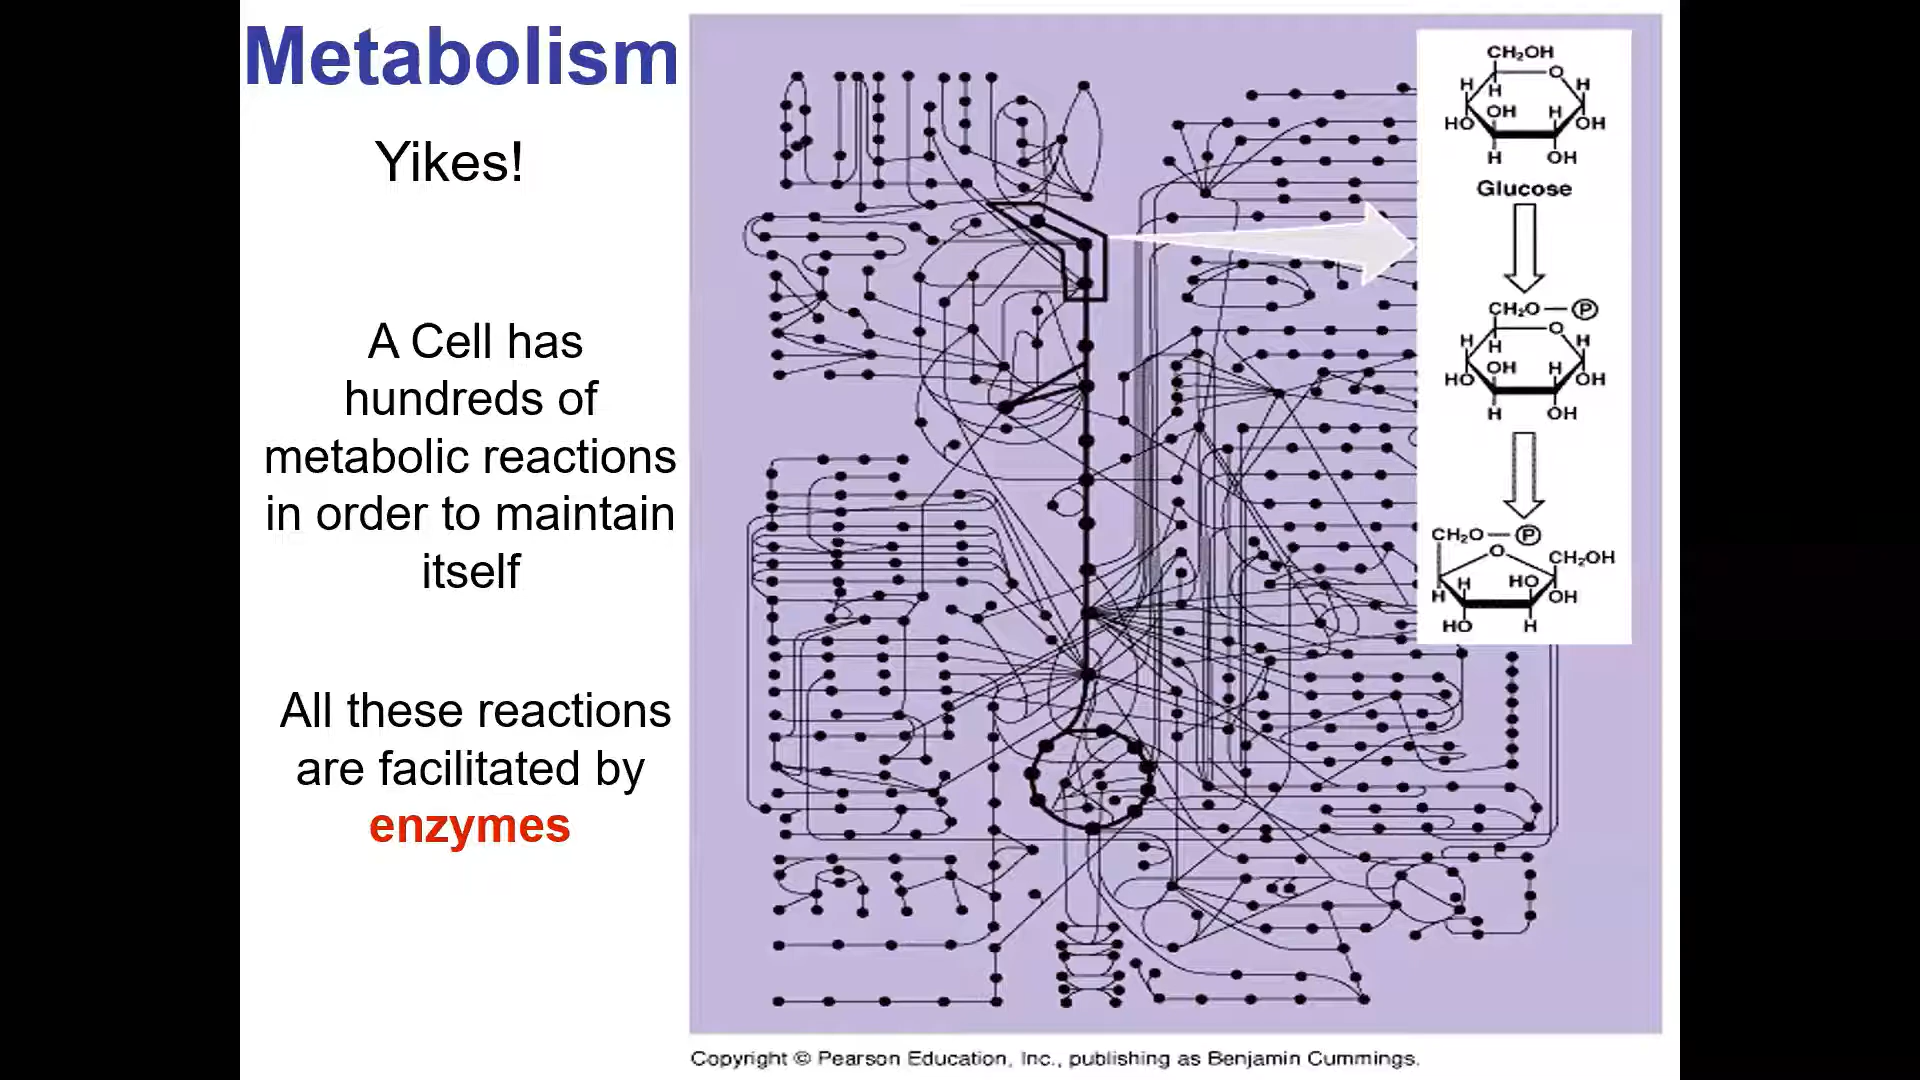 Metabolism
Yikes!
A Cell has
hundreds of
metabolic reactions
in order to maintain
itself
All these reactions
are facilitated by
enzymes
CH₂OH
O
H
H
H
OH
H
HO
OH
H
OH
Glucose
CH₂O — P
O
H
H
H
OH
H
HO
OH
H
OH
CH₂O — P
O
CH₂OH
H
HO
H
OH
HO
H
Copyright © Pearson Education, Inc., publishing as Benjamin Cummings.